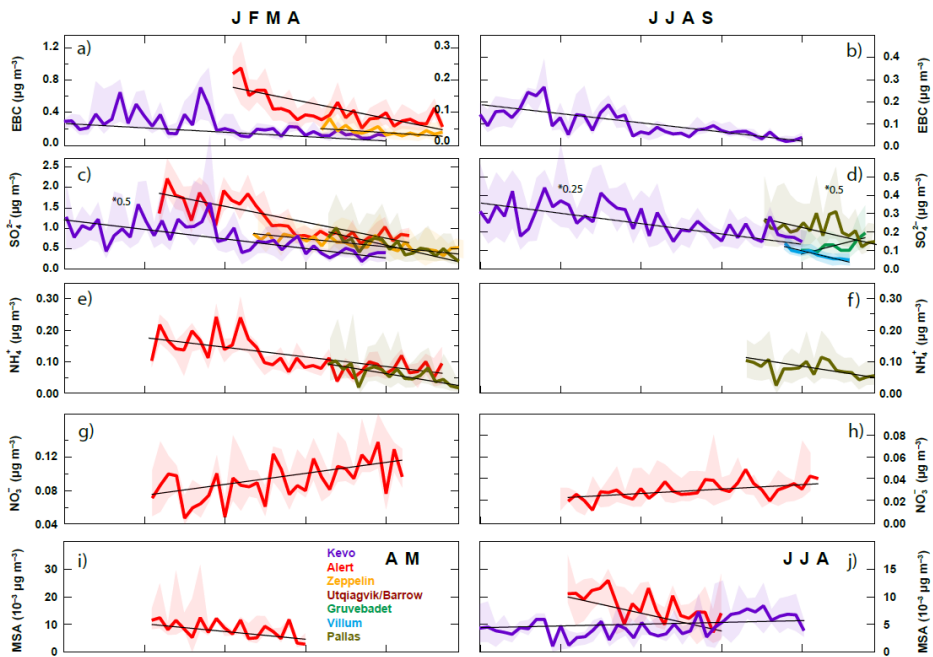 J F M A
J J A S
a)
b)
EBC (µg m⁻³)
1.2
0.8
0.4
0.0
0.3
0.2
0.1
0.0
0.4
0.3
0.2
0.1
0.0
EBC (µg m⁻³)
c)
d)
*0.5
*0.25
*0.5
SO₄²⁻ (µg m⁻³)
2.5
2.0
1.5
1.0
0.5
0.0
0.6
0.5
0.4
0.3
0.2
0.1
0.0
SO₄²⁻ (µg m⁻³)
e)
f)
NH₄⁺ (µg m⁻³)
0.30
0.20
0.10
0.00
0.30
0.20
0.10
0.00
NH₄⁺ (µg m⁻³)
g)
h)
NO₃⁻ (µg m⁻³)
0.12
0.08
0.04
0.08
0.06
0.04
0.02
0.00
NO₃⁻ (µg m⁻³)
i)
A M
J J A
j)
MSA (10⁻³ µg m⁻³)
30
20
10
0
Kevo
Alert
Zeppelin
Utqiagvik/Barrow
Gruvebadet
Villum
Pallas
15
10
5
0
MSA (10⁻³ µg m⁻³)